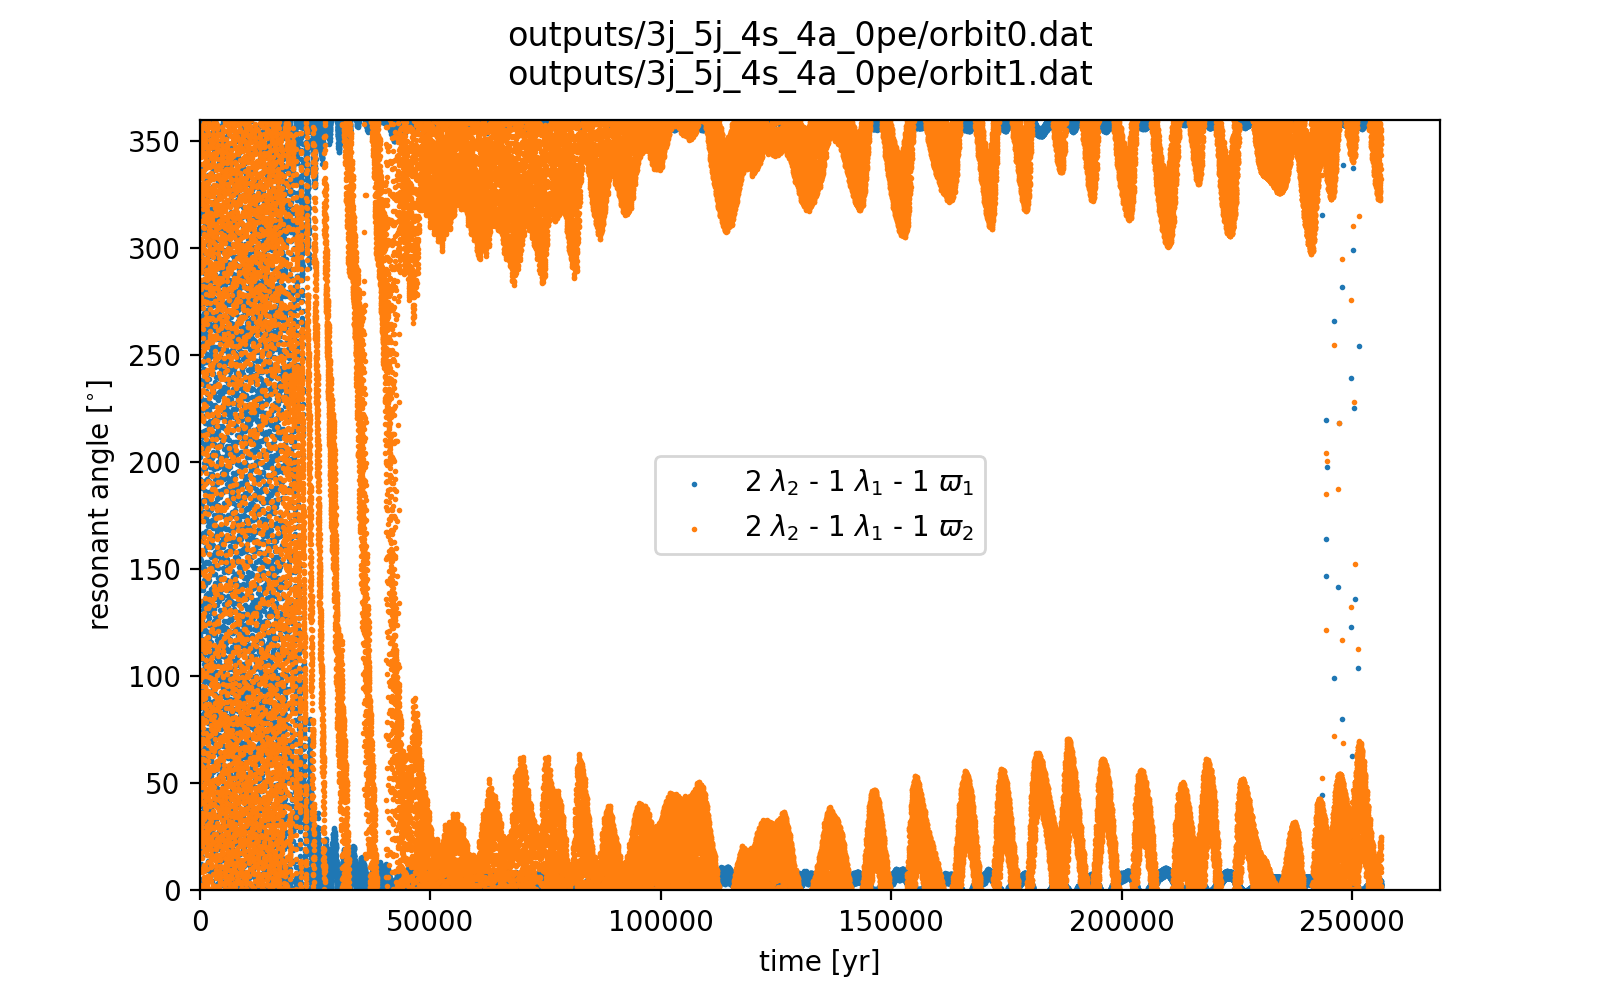 outputs/3j_5j_4s_4a_0pe/orbit0.dat
outputs/3j_5j_4s_4a_0pe/orbit1.dat
resonant angle [°]
350
300
250
200
150
100
50
0
2 λ₂ - 1 λ₁ - 1 ϖ₁
2 λ₂ - 1 λ₁ - 1 ϖ₂
0 50000 100000 150000 200000 250000
time [yr]